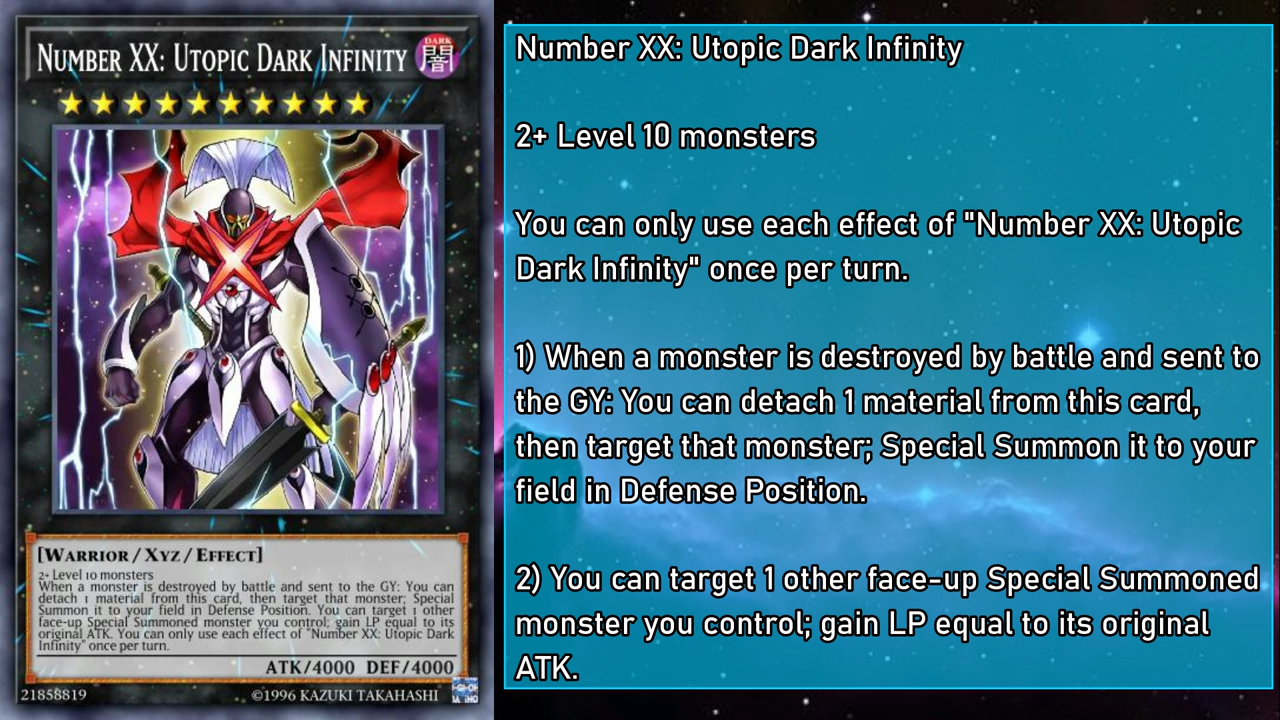 NUMBER XX: UTOPIC DARK INFINITY
DARK
闇
[WARRIOR / XYZ / EFFECT]
2+ Level 10 monsters
When a monster is destroyed by battle and sent to the GY: You can
detach 1 material from this card, then target that monster; Special
Summon it to your field in Defense Position. You can target 1 other
face-up Special Summoned monster you control; gain LP equal to its
original ATK. You can only use each effect of "Number XX: Utopic Dark
Infinity" once per turn.
ATK/4000 DEF/4000
21858819
©1996 KAZUKI TAKAHASHI
Number XX: Utopic Dark Infinity
2+ Level 10 monsters
You can only use each effect of "Number XX: Utopic
Dark Infinity" once per turn.
1) When a monster is destroyed by battle and sent to
the GY: You can detach 1 material from this card,
then target that monster; Special Summon it to your
field in Defense Position.
2) You can target 1 other face-up Special Summoned
monster you control; gain LP equal to its original
ATK.